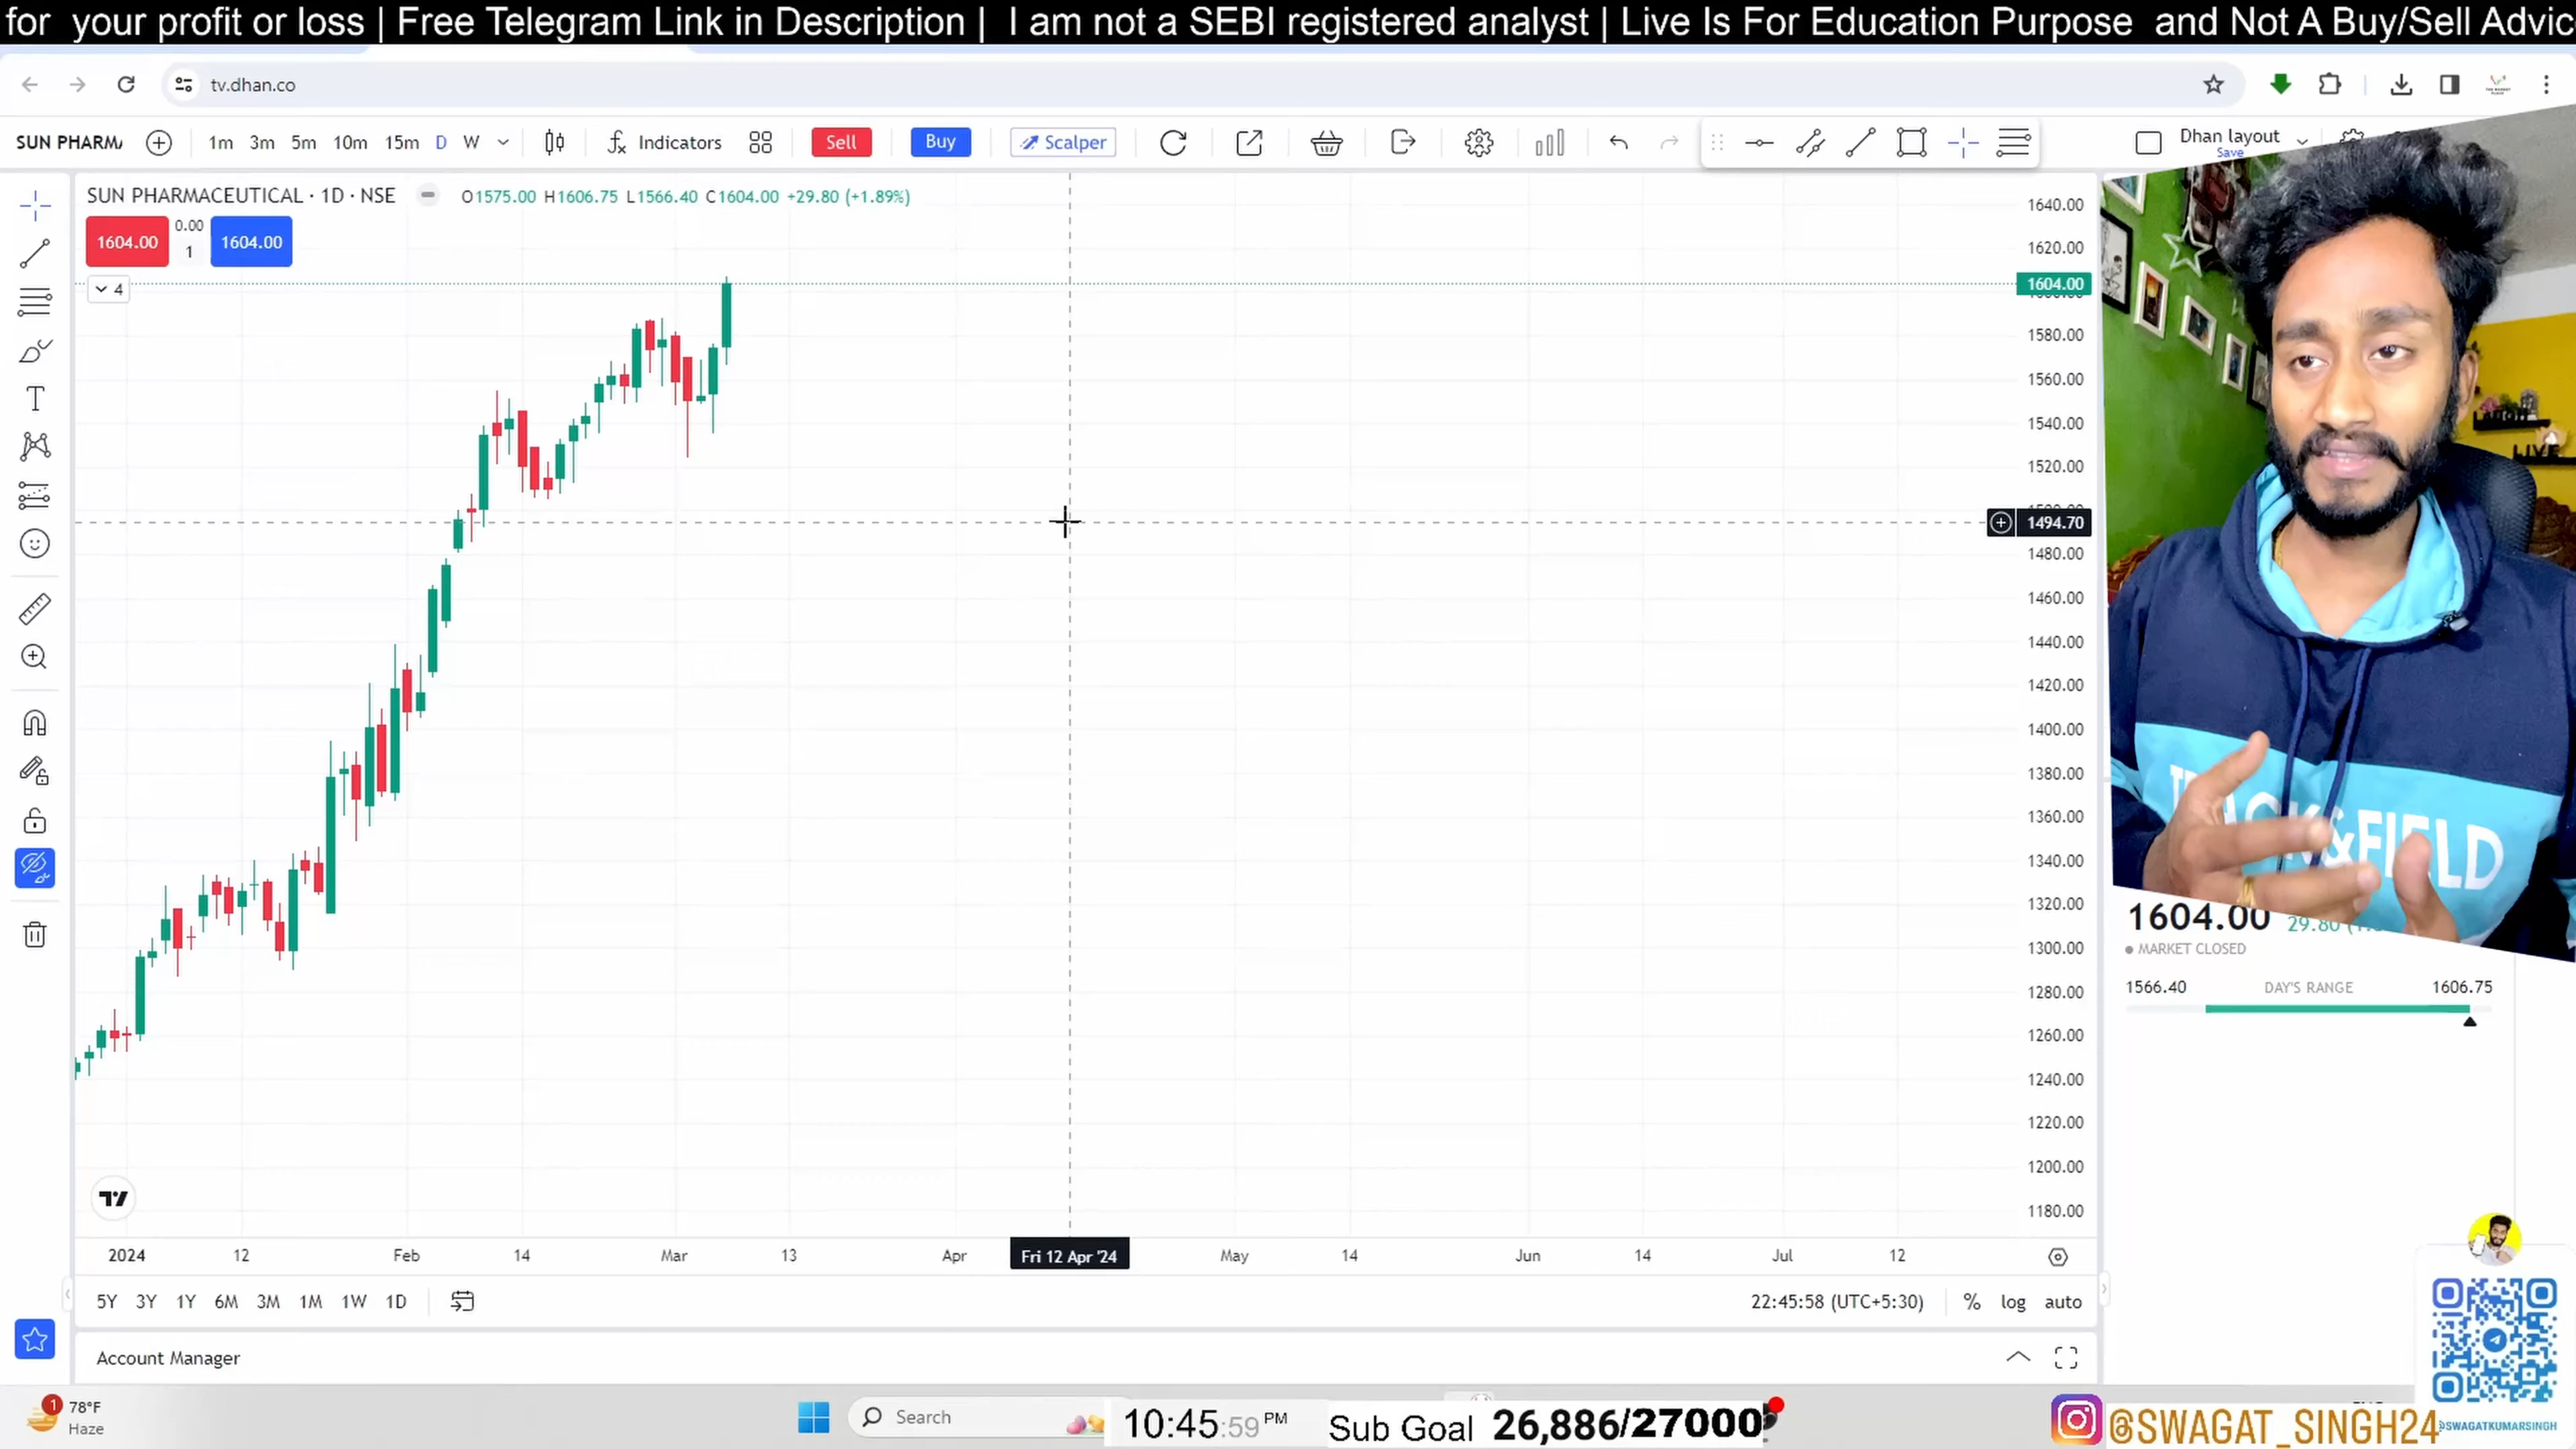 for your profit or loss | Free Telegram Link in Description | I am not a SEBI registered analyst | Live Is For Education Purpose and Not A Buy/Sell Advic
tv.dhan.co
SUN PHARM 1m 3m 5m 10m 15m D W Indicators Sell Buy Scalper Dhan layout
Save
SUN PHARMACEUTICAL · 1D · NSE O1575.00 H1606.75 L1566.40 C1604.00 +29.80 (+1.89%)
1604.00 0.00 1 1604.00
4
1640.00
1620.00
1604.00
1580.00
1560.00
1540.00
1520.00
1494.70
1480.00
1460.00
1440.00
1420.00
1400.00
1380.00
1360.00
1340.00
1320.00
1300.00
1280.00
1260.00
1240.00
1220.00
1200.00
1180.00
LIVE
&FIELD
1604.00 29.80
MARKET CLOSED
1566.40 DAY'S RANGE 1606.75
2024 12 Feb 14 Mar 13 Apr Fri 12 Apr '24 May 14 Jun 14 Jul 12
5Y 3Y 1Y 6M 3M 1M 1W 1D 22:45:58 (UTC+5:30) % log auto
Account Manager
1 78°F
Haze
Search
10:45:59 PM
Sub Goal 26,886/27000
@SWAGAT_SINGH24
@SWAGATKUMARSINGH